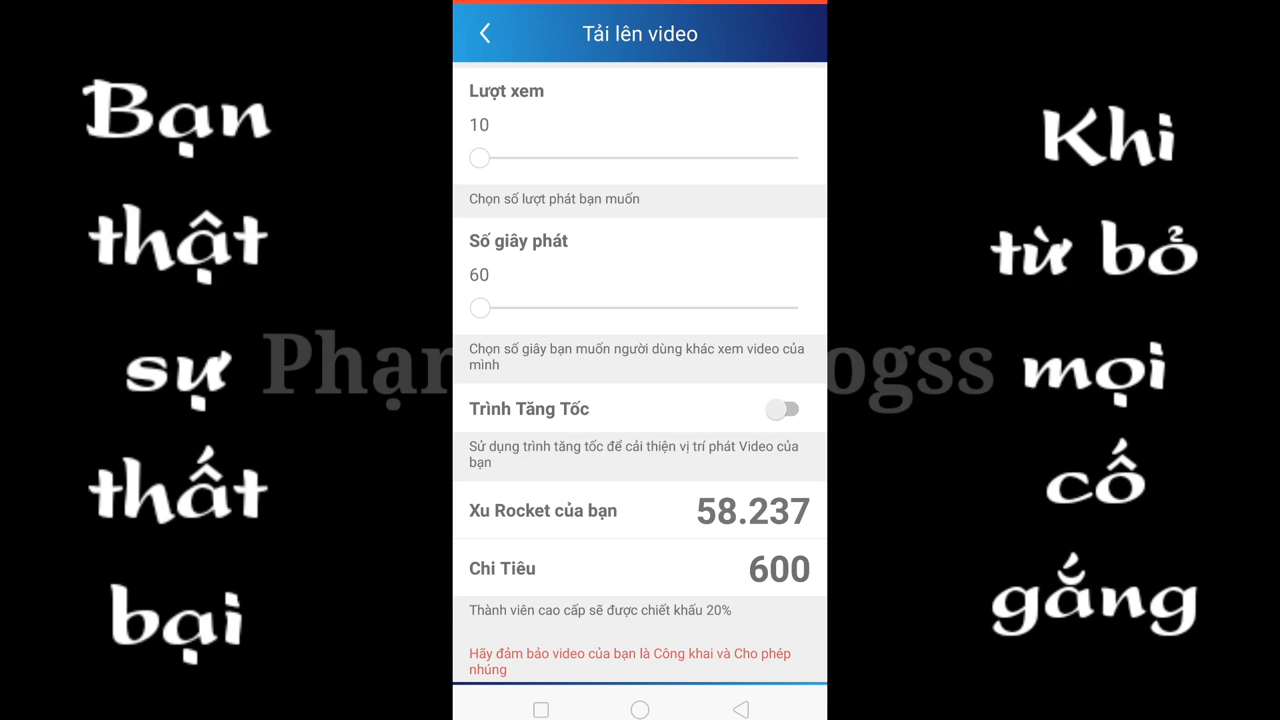 Tải lên video
Lượt xem
10
Chọn số lượt phát bạn muốn
Số giây phát
60
Chọn số giây bạn muốn người dùng khác xem video của
mình
Trình Tăng Tốc
Sử dụng trình tăng tốc để cải thiện vị trí phát Video của
bạn
Xu Rocket của bạn 58.237
Chi Tiêu 600
Thành viên cao cấp sẽ được chiết khấu 20%
Hãy đảm bảo video của bạn là Công khai và Cho phép
nhúng
Bạn
thật
sự
thất
bại
Khi
từ bỏ
mọi
cố
gắng